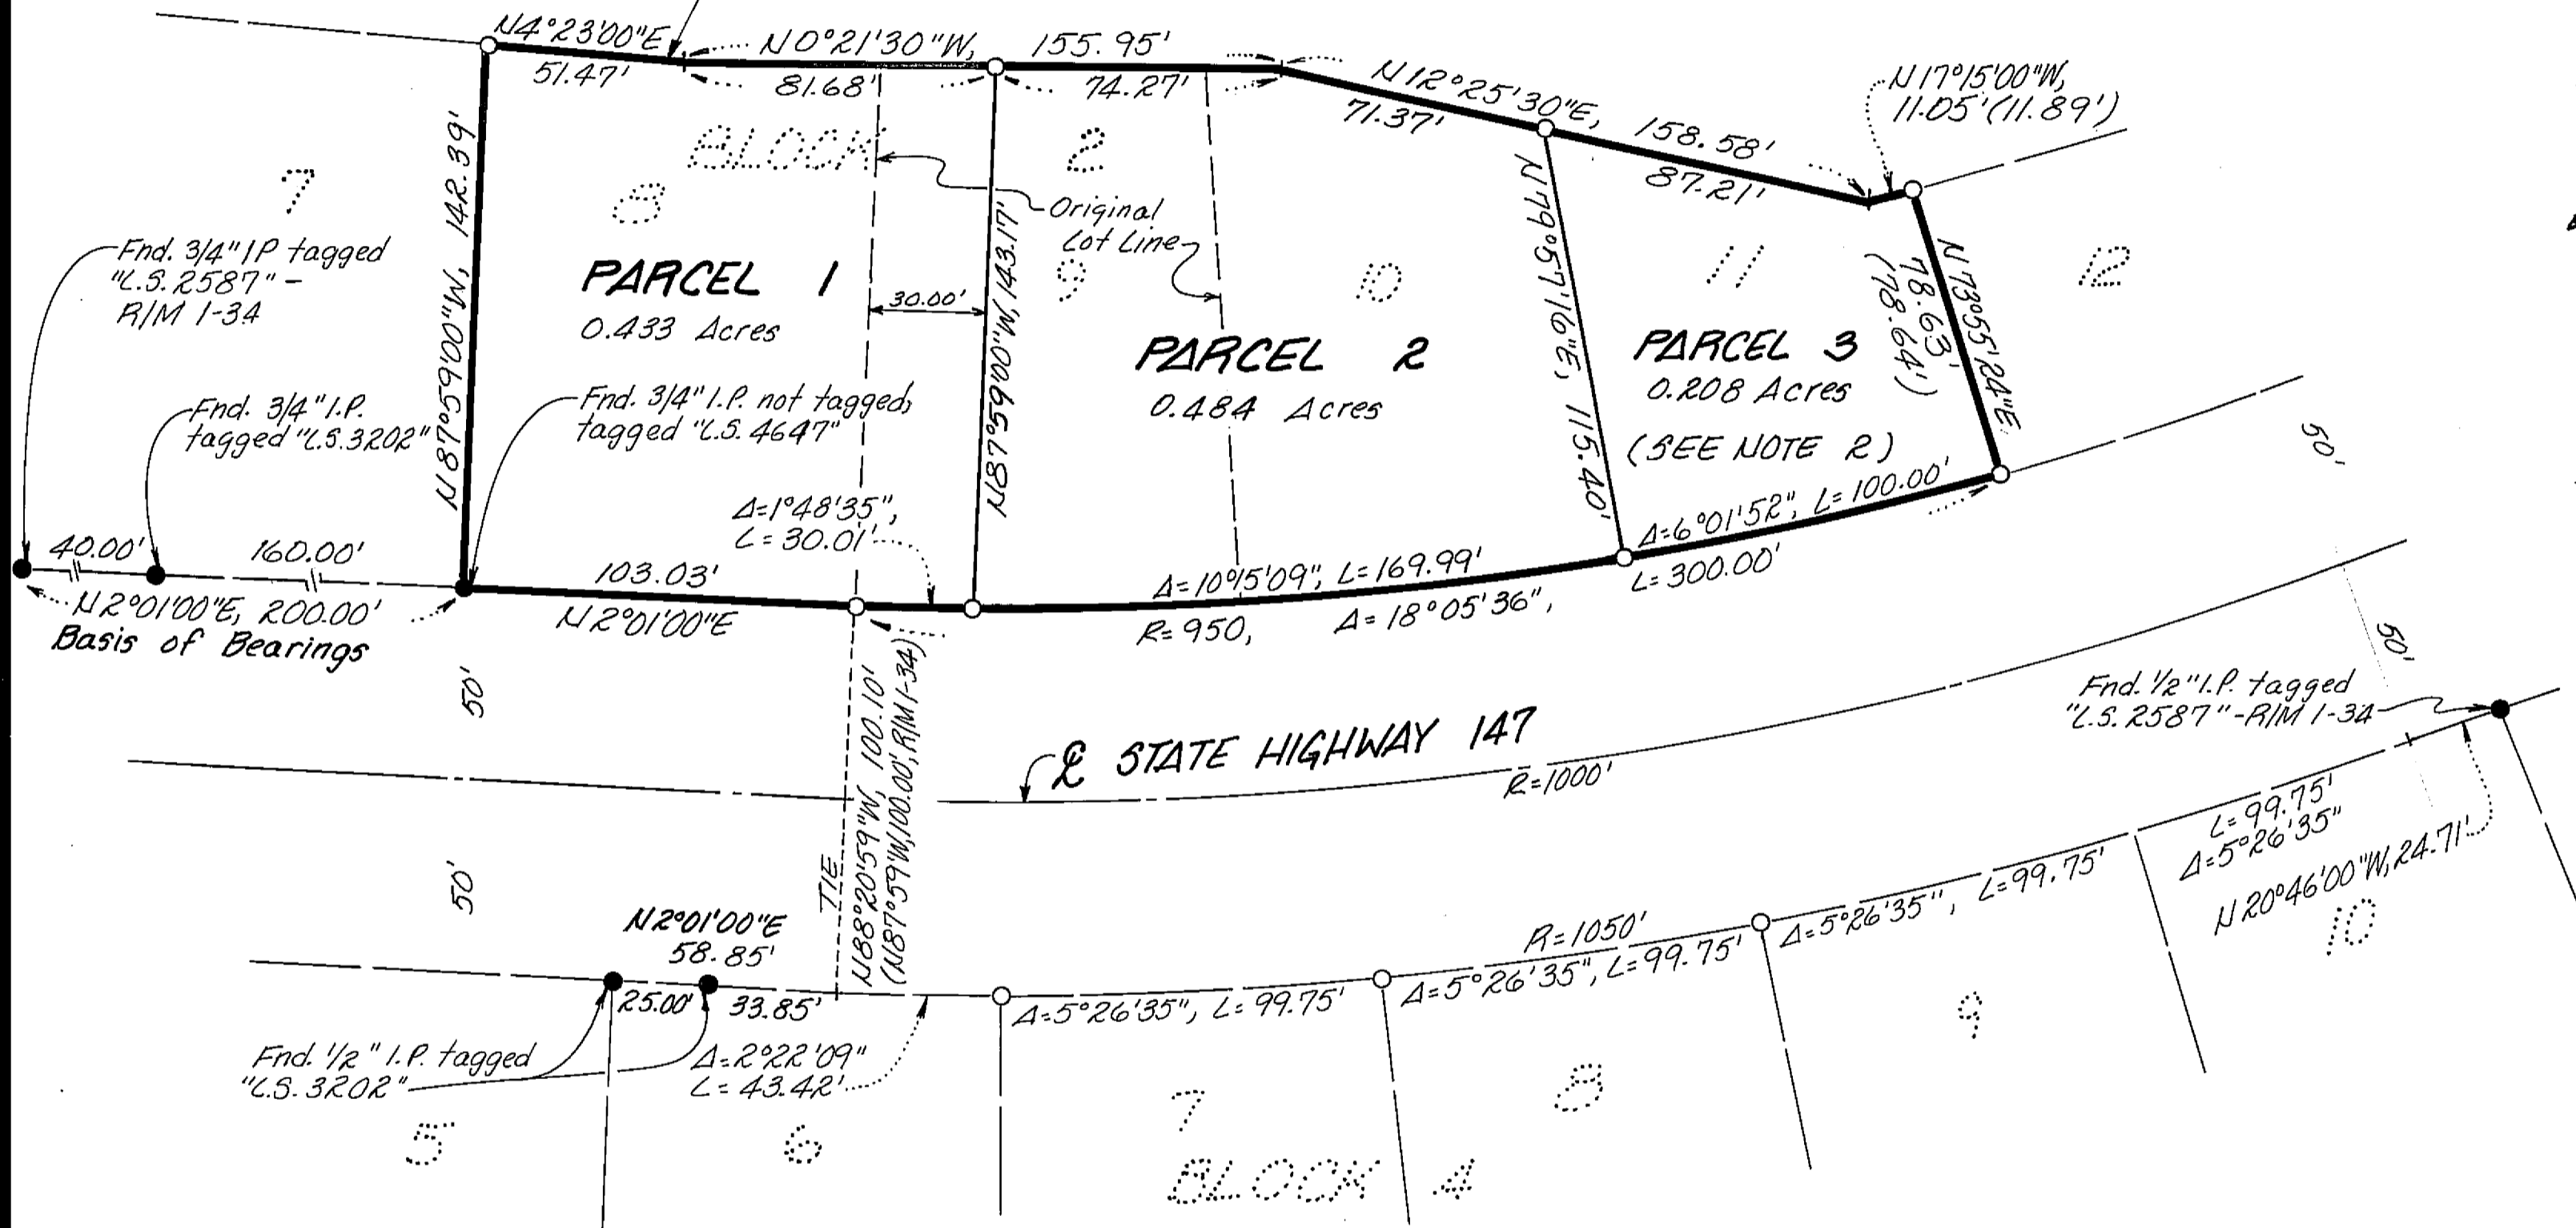 N4°23'00"E
51.47'
N0°21'30"W, 155.95'
81.68'
74.27'
N12°25'30"E, 158.58'
71.37'
87.21'
N17°15'00"W,
11.05'(11.89')
7
BLOCK 2
8
9
10
11
12
N87°59'00"W, 142.39'
Fnd. 3/4" IP tagged
"L.S. 2587" -
R/M 1-34
Original
Lot Line
PARCEL 1
0.433 Acres
30.00'
N87°59'00"W, 143.17'
PARCEL 2
0.484 Acres
N79°57'16"E, 115.40'
PARCEL 3
0.208 Acres
(SEE NOTE 2)
N73°55'24"E
78.63'
(78.64')
Fnd. 3/4" I.P.
tagged "L.S. 3202"
Fnd. 3/4" I.P. not tagged,
tagged "L.S. 4647"
Δ=1°48'35",
L=30.01'
40.00'
160.00'
N2°01'00"E, 200.00'
Basis of Bearings
103.03'
N2°01'00"E
Δ=10°15'09", L=169.99'
Δ=6°01'52", L=100.00'
R=950, Δ=18°05'36", L=300.00'
50'
50'
50'
50'
TIE
N88°20'59"W, 100.10'
(N87°59'W, 100.00', R/M 1-34)
℄ STATE HIGHWAY 147
R=1000'
Fnd. 1/2" I.P. tagged
"L.S. 2587" - R/M 1-34
N2°01'00"E
58.85'
25.00'
33.85'
Fnd. 1/2" I.P. tagged
"L.S. 3202"
Δ=2°22'09"
L=43.42'
Δ=5°26'35", L=99.75'
R=1050'
Δ=5°26'35", L=99.75'
Δ=5°26'35", L=99.75'
L=99.75'
Δ=5°26'35"
N20°46'00"W, 24.71'
5
6
7
8
9
10
BLOCK 4